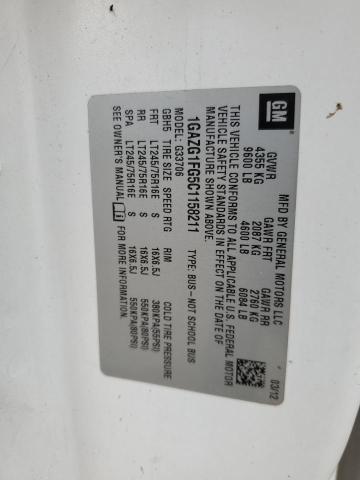 GM
MFD BY GENERAL MOTORS LLC
03/12
GVWR GAWR FRT GAWR RR
4355 KG 2087 KG 2760 KG
9600 LB 4600 LB 6084 LB
THIS VEHICLE CONFORMS TO ALL APPLICABLE U.S. FEDERAL MOTOR
VEHICLE SAFETY STANDARDS IN EFFECT ON THE DATE OF
MANUFACTURE SHOWN ABOVE.
1GAZG1FG5C1158211 TYPE: BUS-NOT SCHOOL BUS
MODEL: G33706
GBH5 TIRE SIZE SPEED RTG RIM COLD TIRE PRESSURE
FRT LT245/75R16E S 16X6.5J 380KPA(55PSI)
RR LT245/75R16E S 16X6.5J 550KPA(80PSI)
SPA LT245/75R16E S 16X6.5J 550KPA(80PSI)
SEE OWNER'S MANUAL